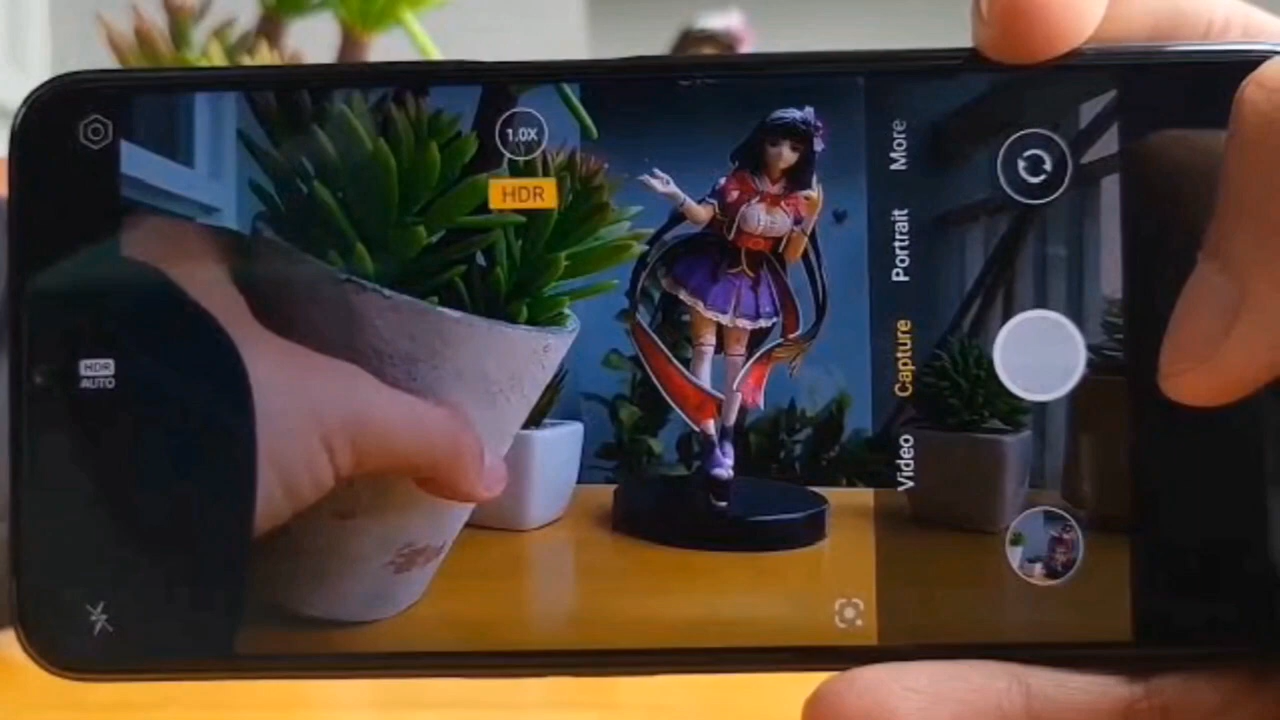 1.0X
HDR
HDR
AUTO
More
Portrait
Capture
Video